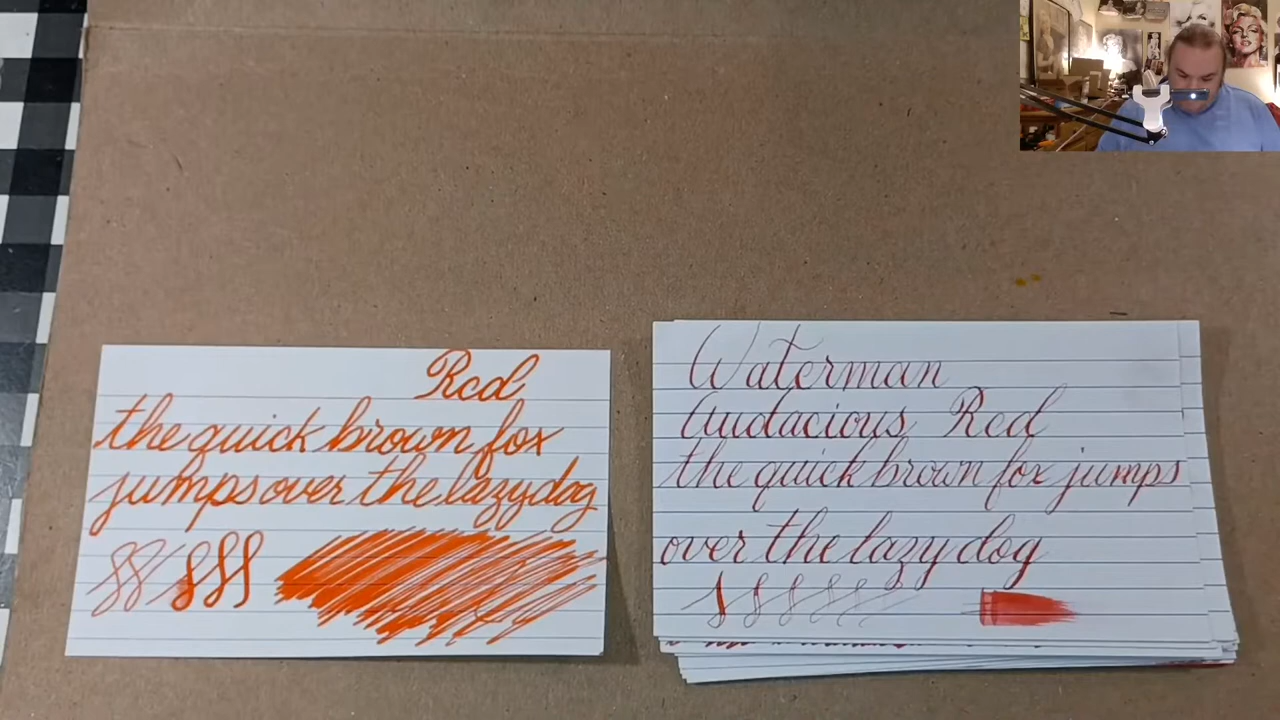 Red
the quick brown fox
jumps over the lazy dog
Waterman
Audacious Red
the quick brown fox jumps
over the lazy dog